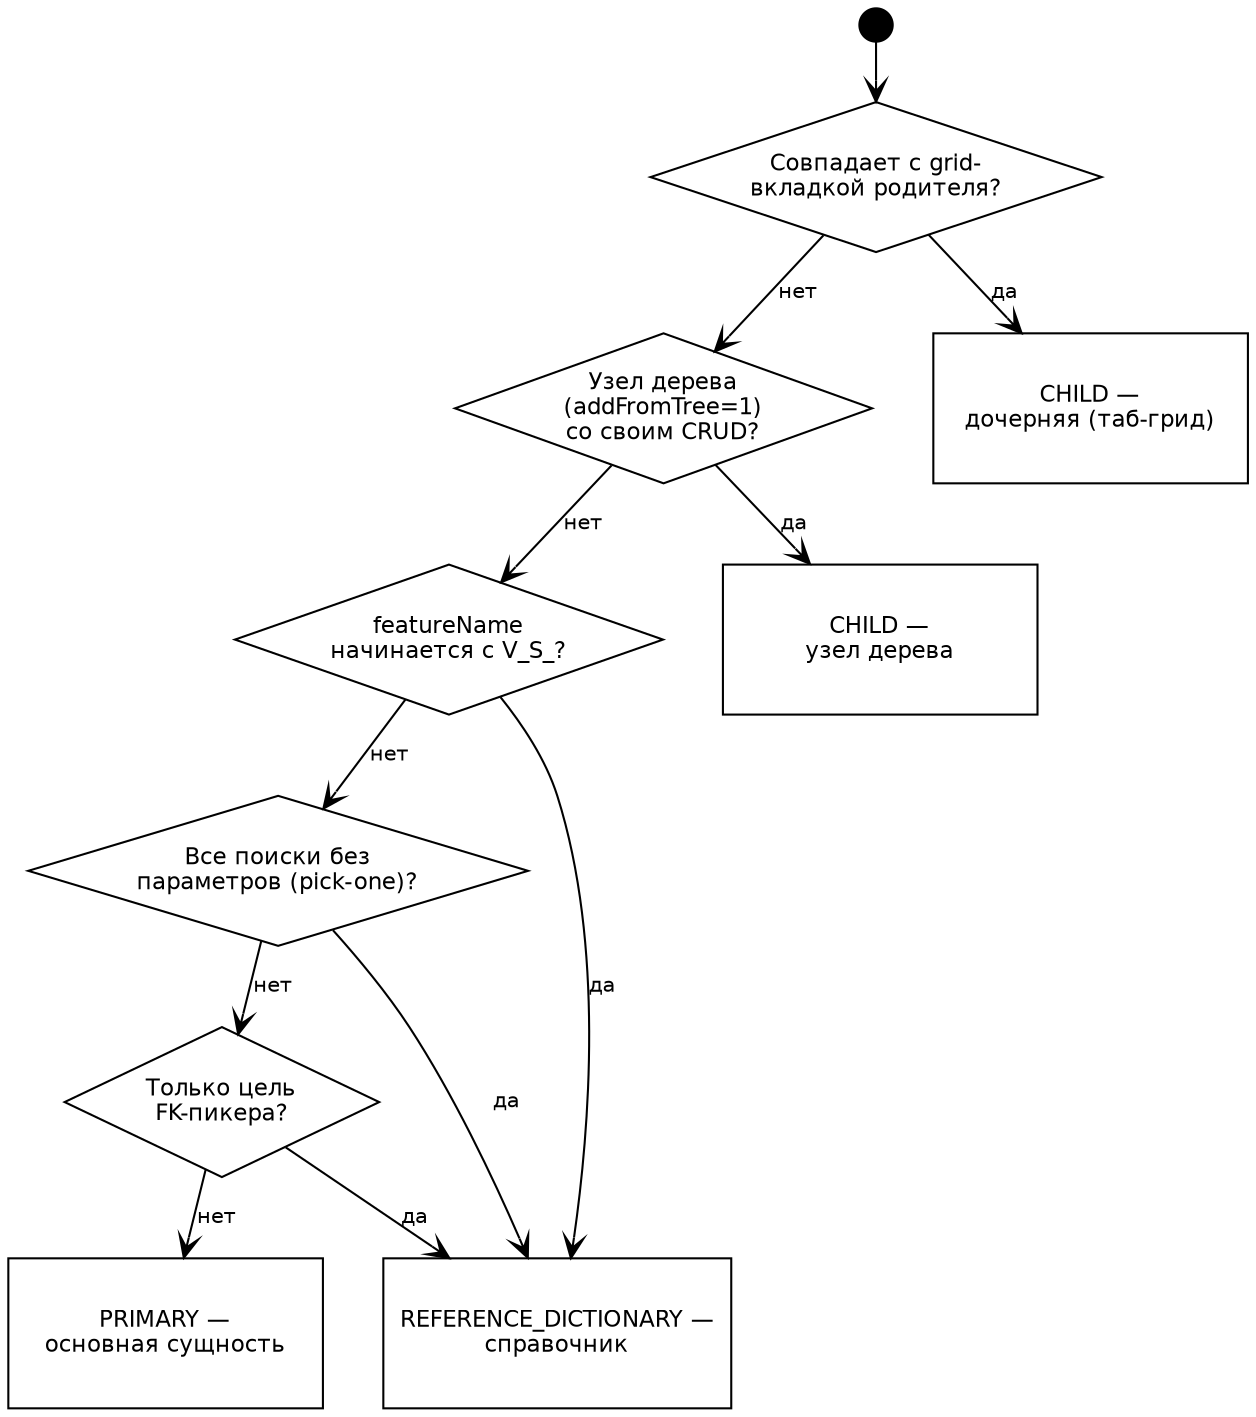 Совпадает с grid-
вкладкой родителя?
нет
да
Узел дерева
(addFromTree=1)
со своим CRUD?
CHILD —
дочерняя (таб-грид)
нет
да
featureName
начинается с V_S_?
CHILD —
узел дерева
нет
да
Все поиски без
параметров (pick-one)?
нет
да
Только цель
FK-пикера?
нет
да
PRIMARY —
основная сущность
REFERENCE_DICTIONARY —
справочник